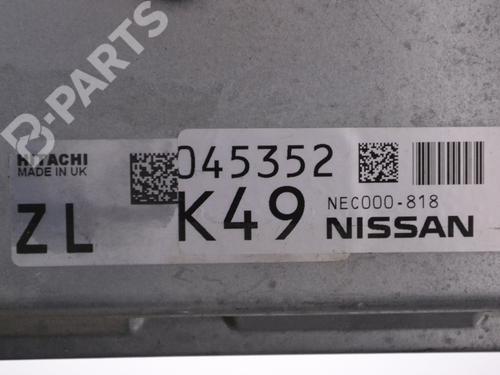 B-PARTS
HITACHI
MADE IN UK
ZL
045352
K49
NEC000-818
NISSAN